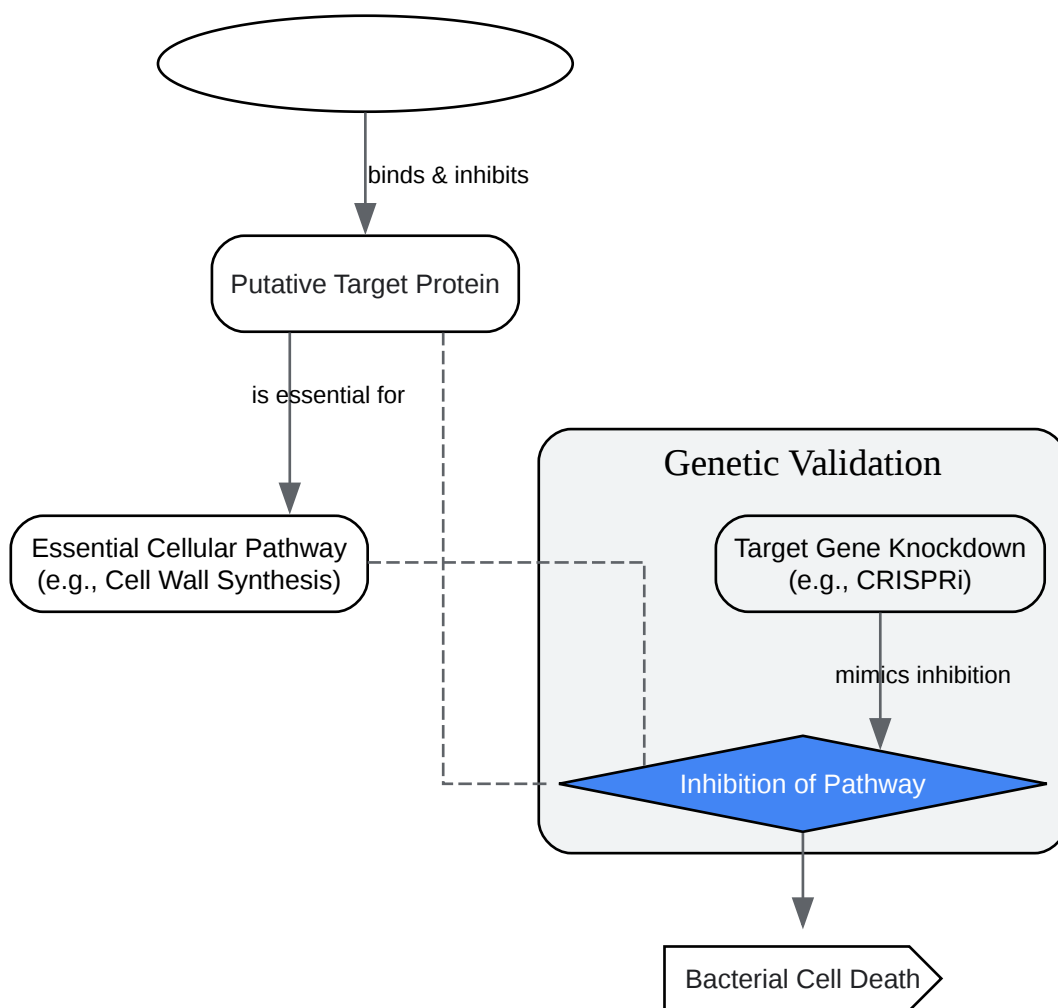 binds & inhibits
Putative Target Protein
is essential for
Genetic Validation
Essential Cellular Pathway
(e.g., Cell Wall Synthesis)
Target Gene Knockdown
(e.g., CRISPRi)
mimics inhibition
Inhibition of Pathway
Bacterial Cell Death